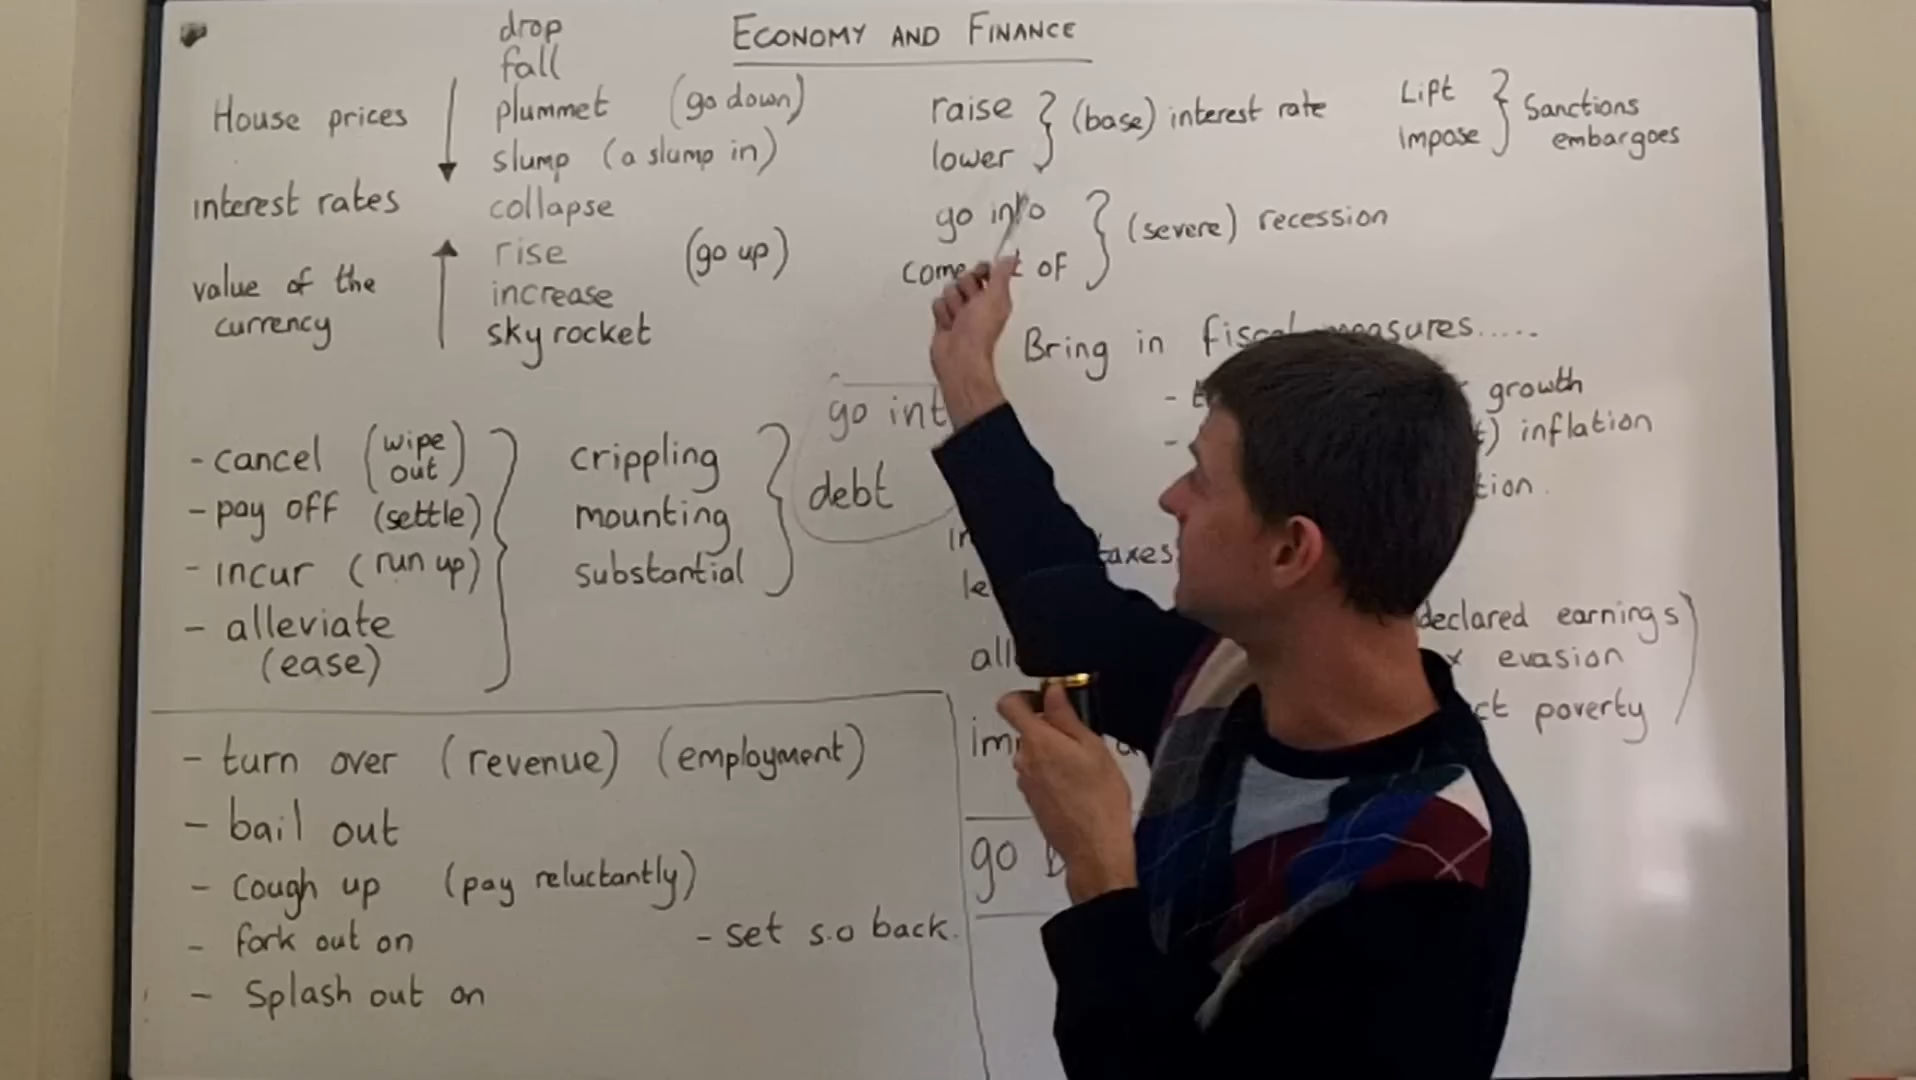 ECONOMY AND FINANCE
drop
fall
House prices
plummet (go down)
slump (a slump in)
interest rates
collapse
rise (go up)
value of the
currency
increase
sky rocket
raise
lower
(base) interest rate
Lift
Impose
Sanctions
embargoes
go into
of
(severe) recession
Bring in
growth
inflation
- cancel (wipe
out)
- pay off (settle)
- incur (run up)
- alleviate
(ease)
crippling
mounting
substantial
go
debt
taxes
declared earnings
evasion
poverty
- turn over (revenue) (employment)
- bail out
- cough up (pay reluctantly)
- fork out on
- set s.o back.
- Splash out on
go